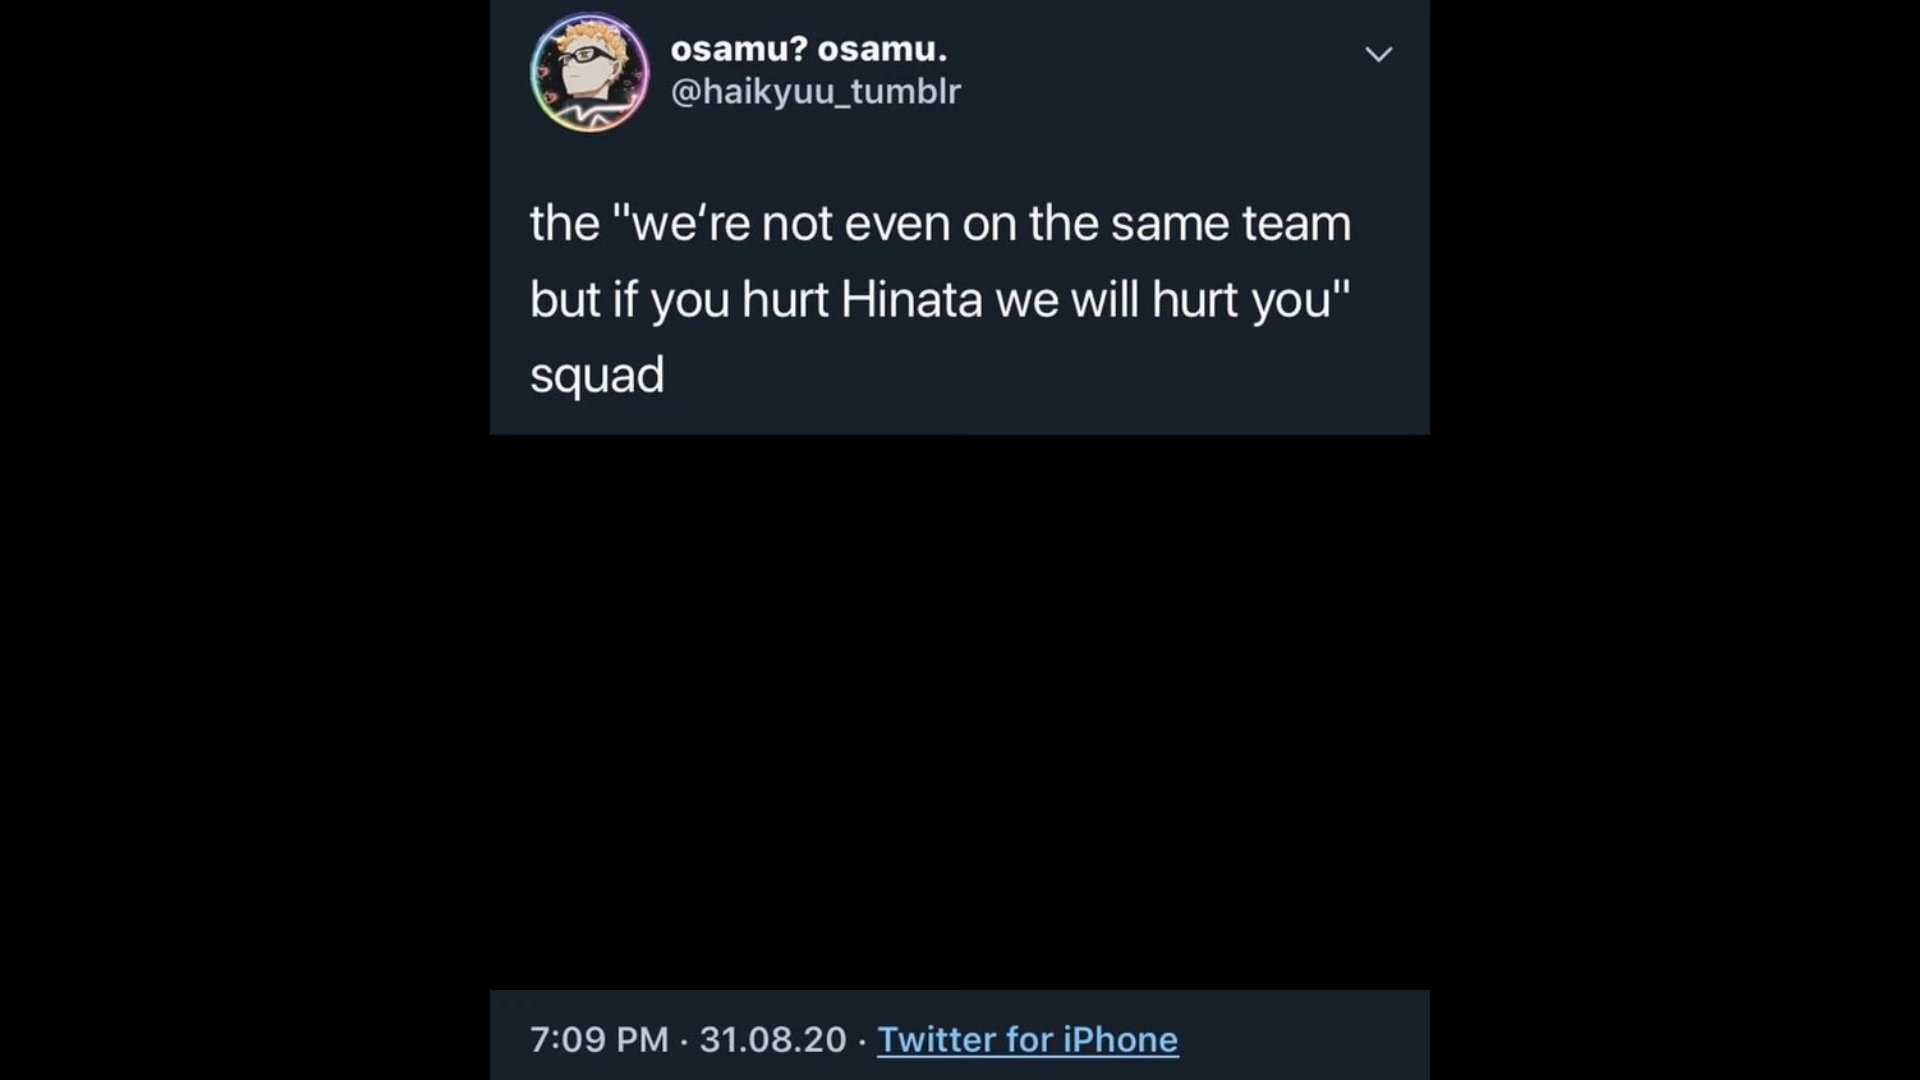 osamu? osamu.
@haikyuu_tumblr
the "we‘re not even on the same team
but if you hurt Hinata we will hurt you"
squad
7:09 PM · 31.08.20 · Twitter for iPhone